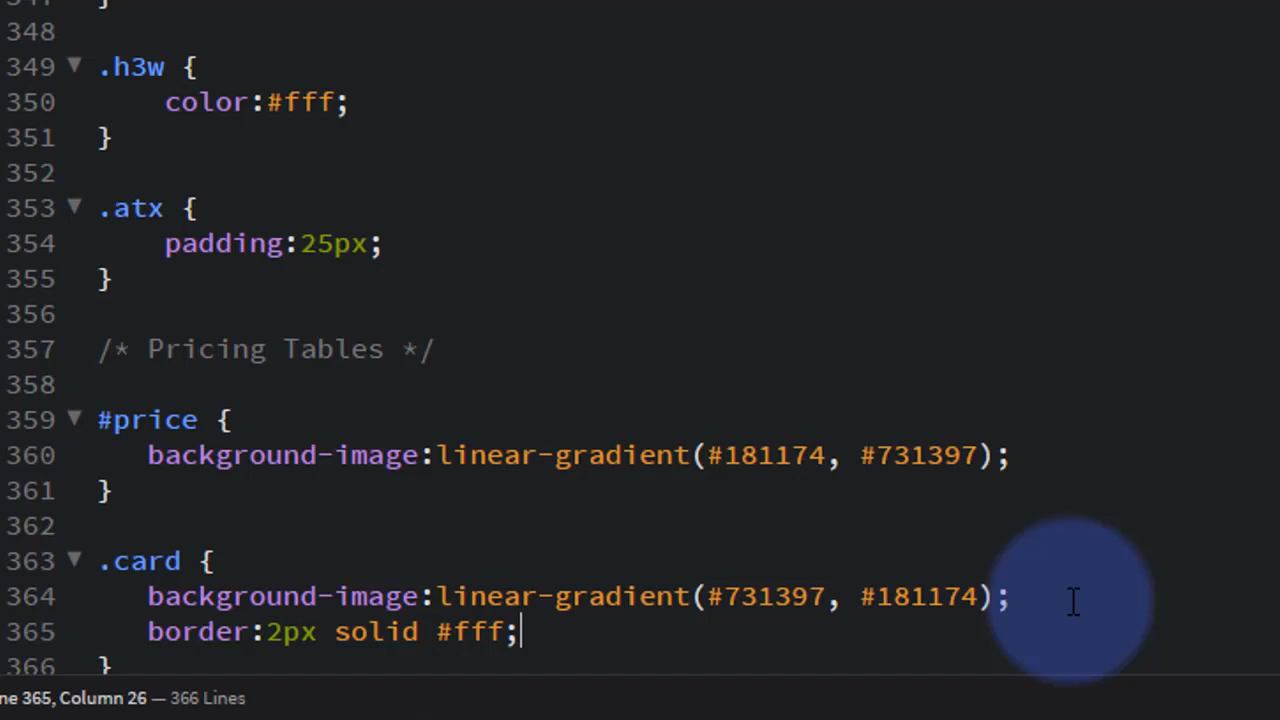 347 }
348
349 .h3w {
350 color:#fff;
351 }
352
353 .atx {
354 padding:25px;
355 }
356
357 /* Pricing Tables */
358
359 #price {
360 background-image:linear-gradient(#181174, #731397);
361 }
362
363 .card {
364 background-image:linear-gradient(#731397, #181174);
365 border:2px solid #fff;
366 }
ne 365, Column 26 — 366 Lines